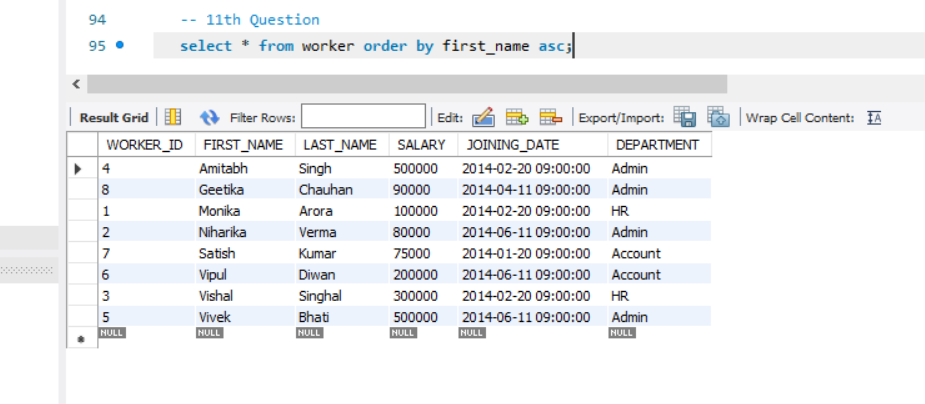 94 -- 11th Question
95 select * from worker order by first_name asc;
Result Grid Filter Rows: Edit: Export/Import: Wrap Cell Content: IA
WORKER_ID FIRST_NAME LAST_NAME SALARY JOINING_DATE DEPARTMENT
4 Amitabh Singh 500000 2014-02-20 09:00:00 Admin
8 Geetika Chauhan 90000 2014-04-11 09:00:00 Admin
1 Monika Arora 100000 2014-02-20 09:00:00 HR
2 Niharika Verma 80000 2014-06-11 09:00:00 Admin
7 Satish Kumar 75000 2014-01-20 09:00:00 Account
6 Vipul Diwan 200000 2014-06-11 09:00:00 Account
3 Vishal Singhal 300000 2014-02-20 09:00:00 HR
5 Vivek Bhati 500000 2014-06-11 09:00:00 Admin
NULL NULL NULL NULL NULL NULL